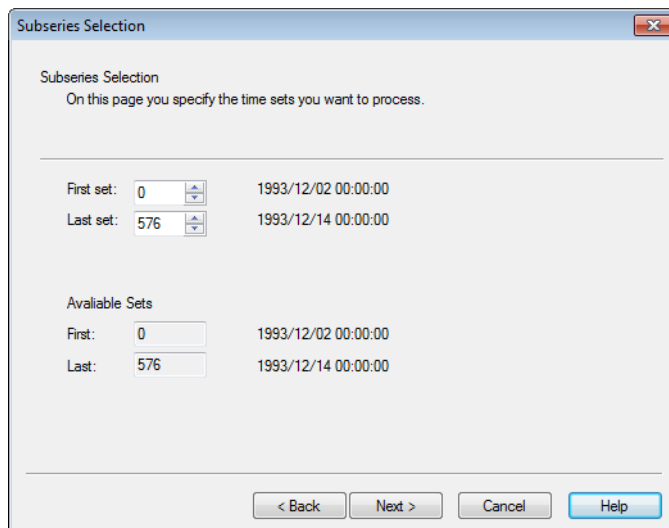 Subseries Selection
Subseries Selection
On this page you specify the time sets you want to process.
First set: 0 1993/12/02 00:00:00
Last set: 576 1993/12/14 00:00:00
Avaliable Sets
First: 0 1993/12/02 00:00:00
Last: 576 1993/12/14 00:00:00
< Back Next > Cancel Help